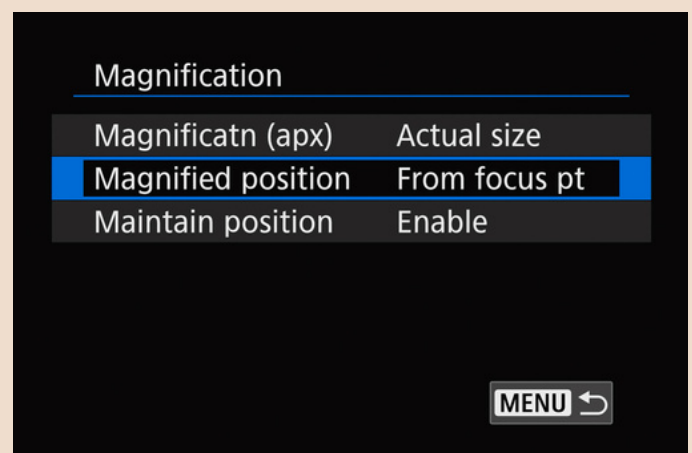 Magnification
Magnificatn (apx) Actual size
Magnified position From focus pt
Maintain position Enable
MENU